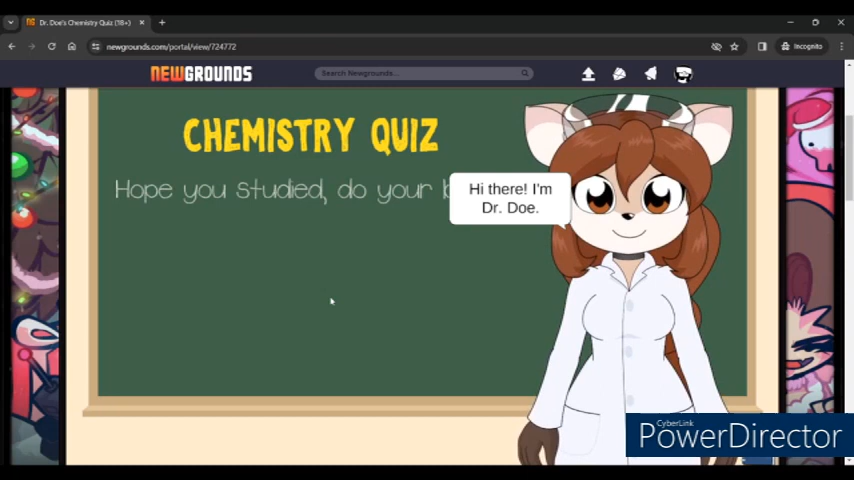 Dr. Doe's Chemistry Quiz (18+)
newgrounds.com/portal/view/724772
Incognito
NEWGROUNDS
Search Newgrounds...
CHEMISTRY QUIZ
Hope you studied, do your b
Hi there! I'm
Dr. Doe.
CyberLink
PowerDirector